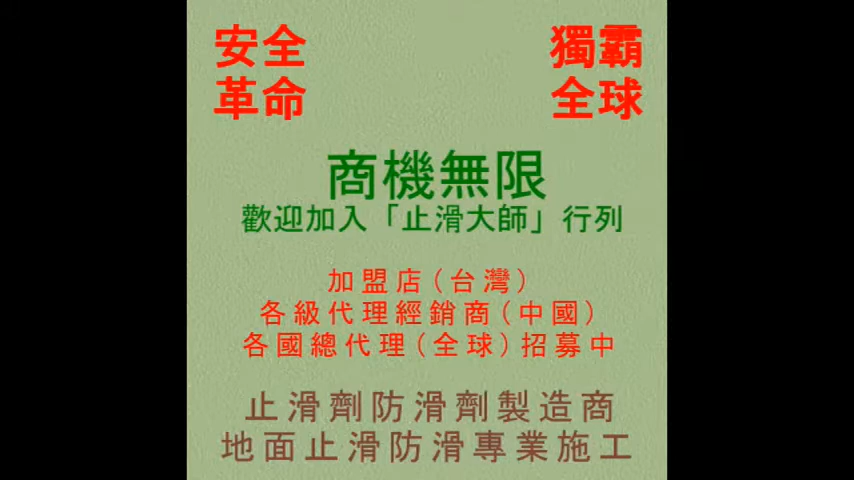 安全 獨霸
革命 全球
商機無限
歡迎加入「止滑大師」行列
加盟店(台灣)
各級代理經銷商(中國)
各國總代理(全球)招募中
止滑劑防滑劑製造商
地面止滑防滑專業施工